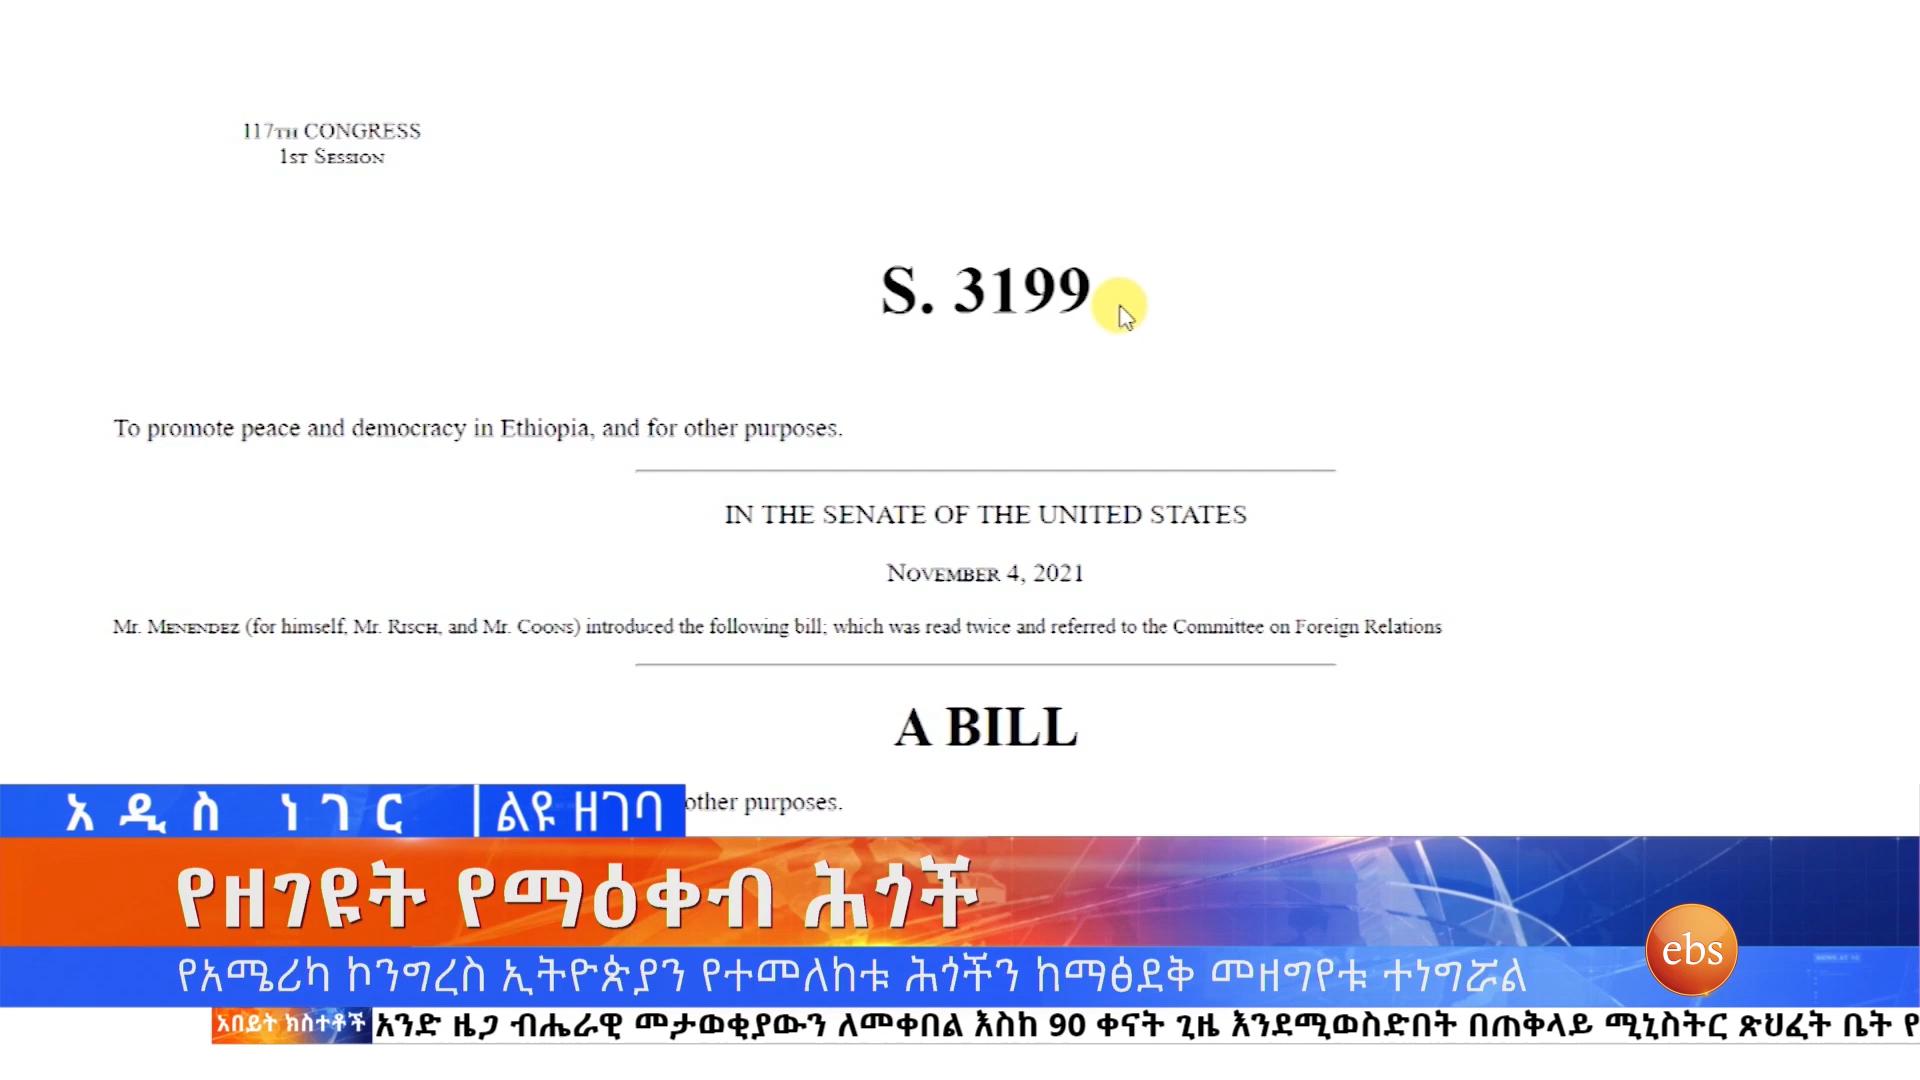 117TH CONGRESS
1ST SESSION
S. 3199
To promote peace and democracy in Ethiopia, and for other purposes.
IN THE SENATE OF THE UNITED STATES
NOVEMBER 4, 2021
Mr. MENENDEZ (for himself, Mr. RISCH, and Mr. COONS) introduced the following bill; which was read twice and referred to the Committee on Foreign Relations
A BILL
other purposes.
አዲስ ነገር | ልዩ ዘገባ
የዘገዩት የማዕቀብ ሕጎች
የአሜሪካ ኮንግረስ ኢትዮጵያን የተመለከቱ ሕጎችን ከማፅደቅ መዘግየቱ ተነግሯል
ebs
አበይት ክስተቶች አንድ ዜጋ ብሔራዊ መታወቂያውን ለመቀበል እስከ 90 ቀናት ጊዜ እንደሚወስድበት በጠቅላይ ሚኒስትር ጽህፈት ቤት የ